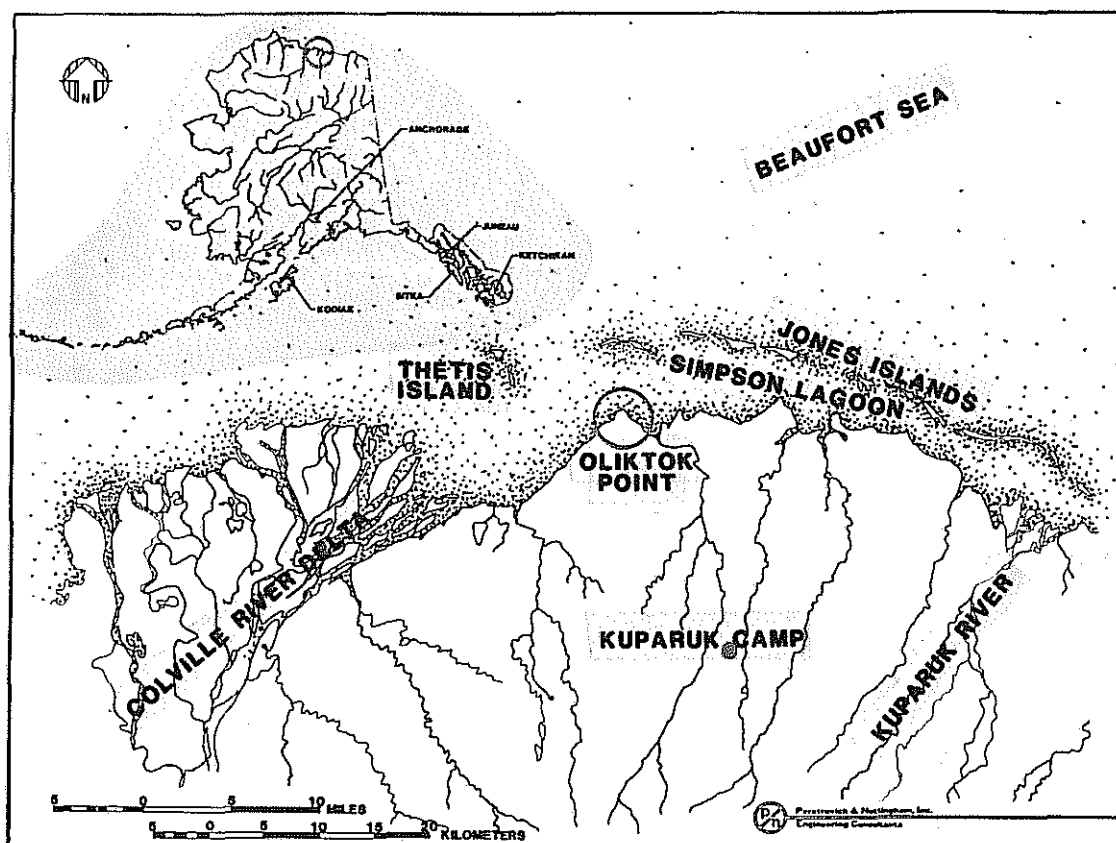 N
ANCHORAGE
JUNEAU
KETCHIKAN
SITKA
KODIAK
BEAUFORT SEA
THETIS
ISLAND
JONES ISLANDS
SIMPSON LAGOON
OLIKTOK
POINT
COLVILLE RIVER DELTA
KUPARUK CAMP
KUPARUK RIVER
5 0 5 10 MILES
5 0 5 10 15 20 KILOMETERS
P/n
Peratrovich & Nottingham, Inc.
Engineering Consultants